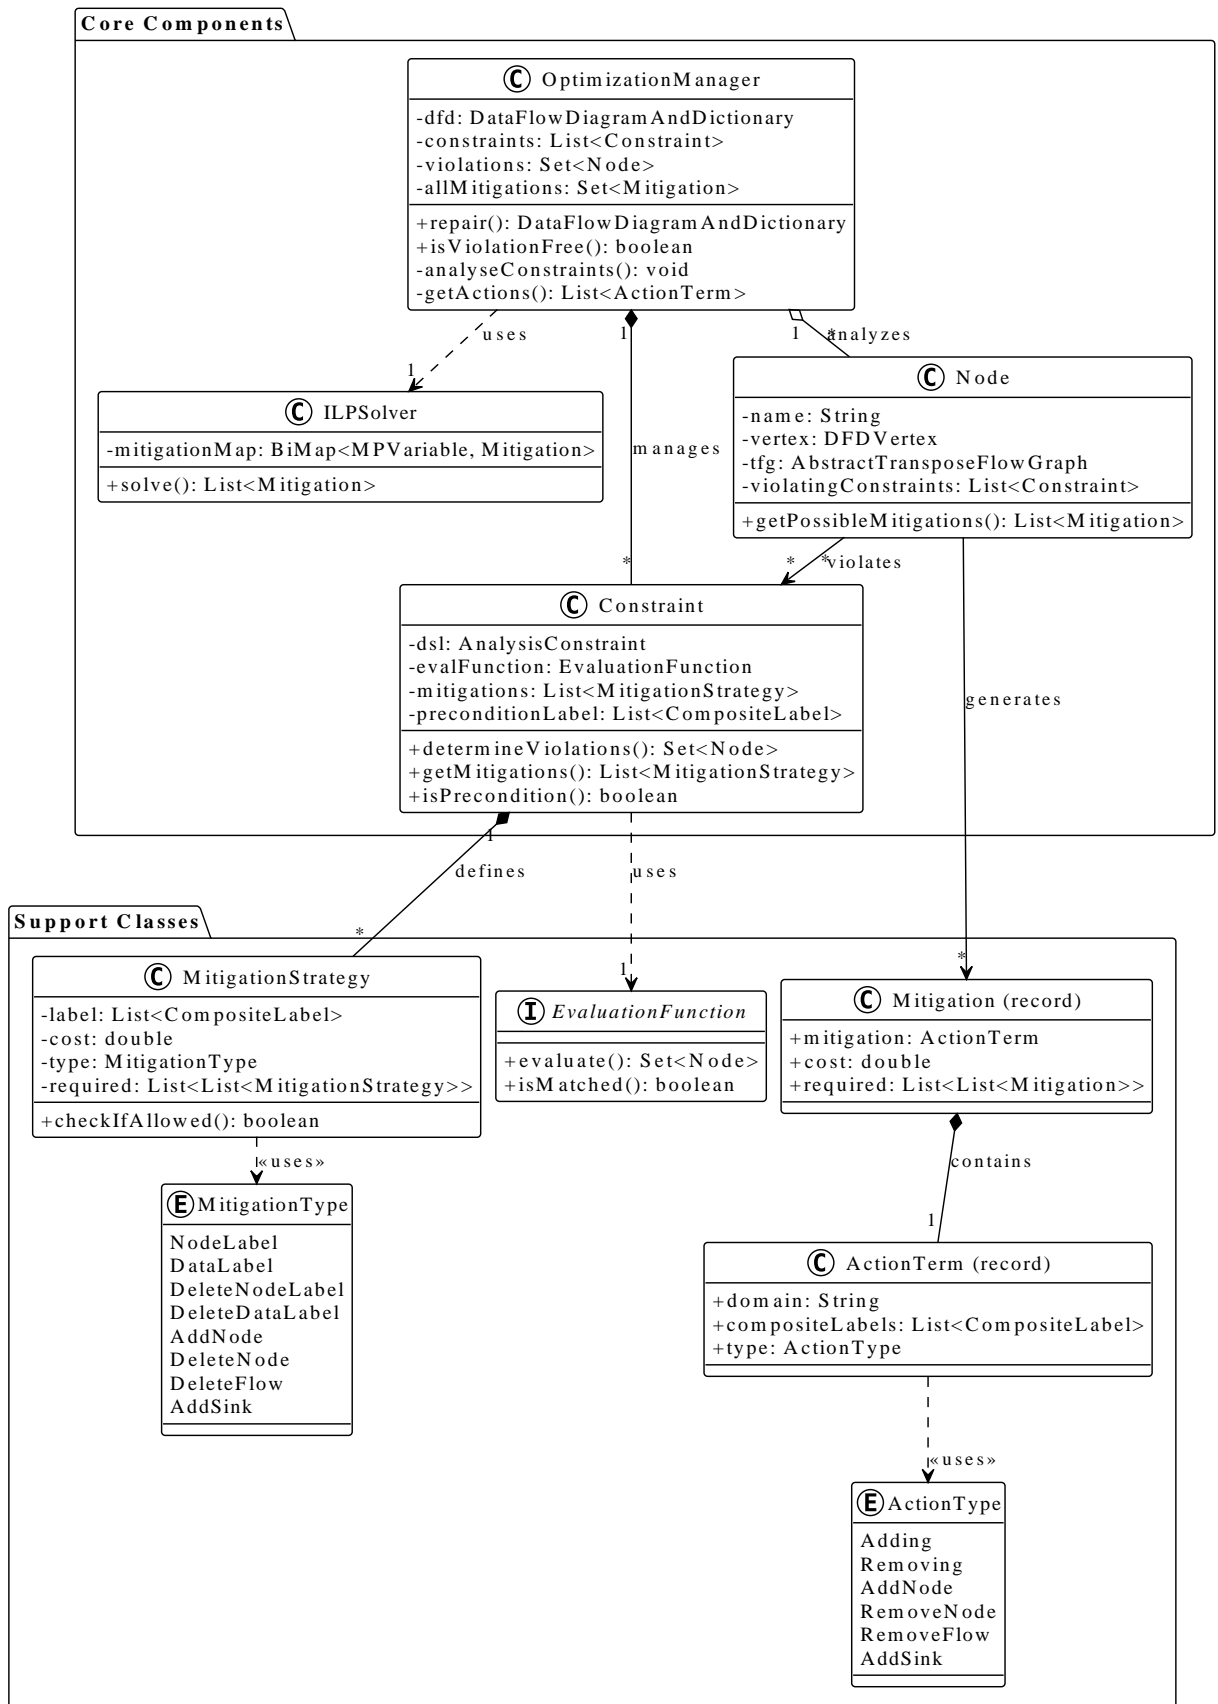 Core Components
C OptimizationManager
-dfd: DataFlowDiagramAndDictionary
-constraints: List<Constraint>
-violations: Set<Node>
-allMitigations: Set<Mitigation>
+repair(): DataFlowDiagramAndDictionary
+isViolationFree(): boolean
-analyseConstraints(): void
-getActions(): List<ActionTerm>
uses
1
1
1
*
analyzes
C ILPSolver
-mitigationMap: BiMap<MPVariable, Mitigation>
+solve(): List<Mitigation>
manages
*
C Node
-name: String
-vertex: DFDVertex
-tfg: AbstractTransposeFlowGraph
-violatingConstraints: List<Constraint>
+getPossibleMitigations(): List<Mitigation>
*
*
violates
C Constraint
-dsl: AnalysisConstraint
-evalFunction: EvaluationFunction
-mitigations: List<MitigationStrategy>
-preconditionLabel: List<CompositeLabel>
+determineViolations(): Set<Node>
+getMitigations(): List<MitigationStrategy>
+isPrecondition(): boolean
generates
1
defines
uses
*
1
*
Support Classes
C MitigationStrategy
-label: List<CompositeLabel>
-cost: double
-type: MitigationType
-required: List<List<MitigationStrategy>>
+checkIfAllowed(): boolean
I EvaluationFunction
+evaluate(): Set<Node>
+isMatched(): boolean
C Mitigation (record)
+mitigation: ActionTerm
+cost: double
+required: List<List<Mitigation>>
«uses»
contains
1
E MitigationType
NodeLabel
DataLabel
DeleteNodeLabel
DeleteDataLabel
AddNode
DeleteNode
DeleteFlow
AddSink
C ActionTerm (record)
+domain: String
+compositeLabels: List<CompositeLabel>
+type: ActionType
«uses»
E ActionType
Adding
Removing
AddNode
RemoveNode
RemoveFlow
AddSink